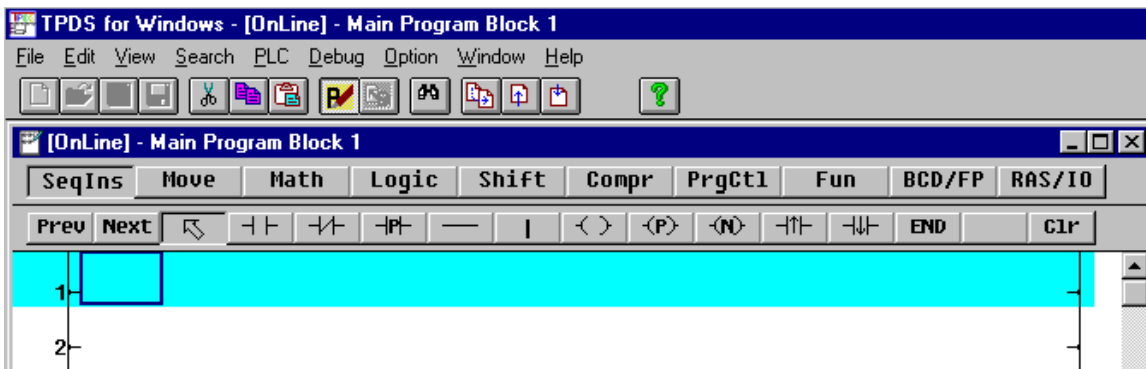 TPDS for Windows - [OnLine] - Main Program Block 1
File Edit View Search PLC Debug Option Window Help
[OnLine] - Main Program Block 1
SeqIns Move Math Logic Shift Compr PrgCtl Fun BCD/FP RAS/IO
Prev Next P (P) (N) END Clr
1
2